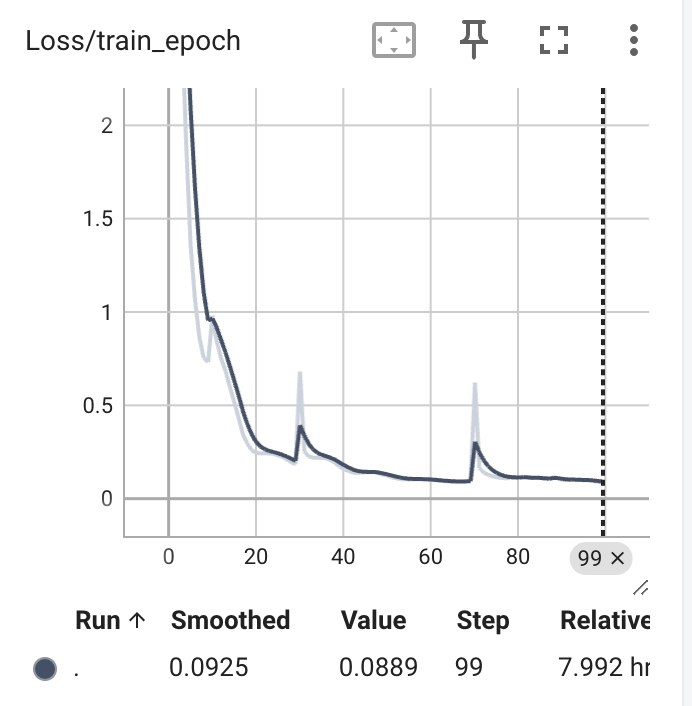 Loss/train_epoch
2
1.5
1
0.5
0
0 20 40 60 80 99 ×
Run ↑ Smoothed Value Step Relative
. 0.0925 0.0889 99 7.992 hr